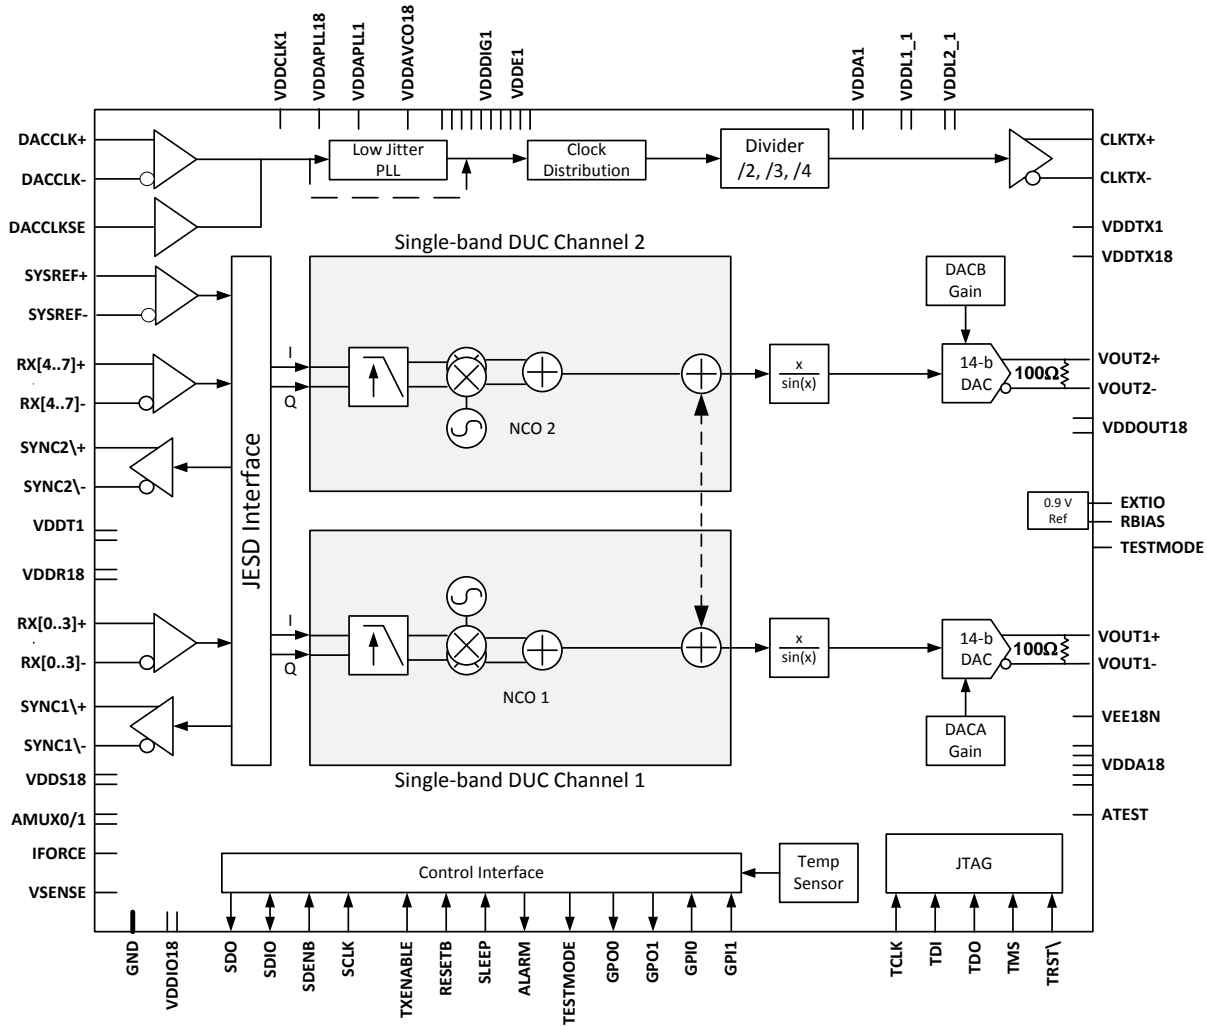 VDDCLK1
VDDAPLL18
VDDAPLL1
VDDAVCO18
VDDDIG1
VDDE1
VDDA1
VDDL1_1
VDDL2_1
DACCLK+
DACCLK-
DACCLKSE
SYSREF+
SYSREF-
RX[4..7]+
RX[4..7]-
SYNC2\+
SYNC2\-
VDDT1
VDDR18
RX[0..3]+
RX[0..3]-
SYNC1\+
SYNC1\-
VDDS18
AMUX0/1
IFORCE
VSENSE
Low Jitter
PLL
Clock
Distribution
Divider
/2, /3, /4
CLKTX+
CLKTX-
VDDTX1
VDDTX18
Single-band DUC Channel 2
JESD Interface
I
Q
NCO 2
x
sin(x)
DACB
Gain
14-b
DAC
100Ω
VOUT2+
VOUT2-
VDDOUT18
0.9 V
Ref
EXTIO
RBIAS
TESTMODE
I
Q
NCO 1
x
sin(x)
14-b
DAC
100Ω
VOUT1+
VOUT1-
DACA
Gain
VEE18N
VDDA18
ATEST
Single-band DUC Channel 1
Control Interface
Temp
Sensor
JTAG
GND
VDDIO18
SDO
SDIO
SDENB
SCLK
TXENABLE
RESETB
SLEEP
ALARM
TESTMODE
GPO0
GPO1
GPI0
GPI1
TCLK
TDI
TDO
TMS
TRST\